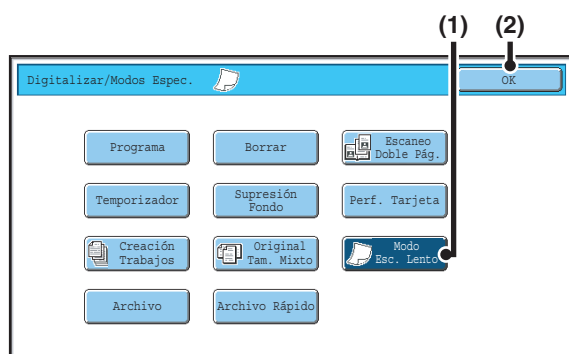 (1) (2)
Digitalizar/Modos Espec.
OK
Programa
Borrar
Escaneo
Doble Pág.
Temporizador
Supresión
Fondo
Perf. Tarjeta
Creación
Trabajos
Original
Tam. Mixto
Modo
Esc. Lento
Archivo
Archivo Rápido